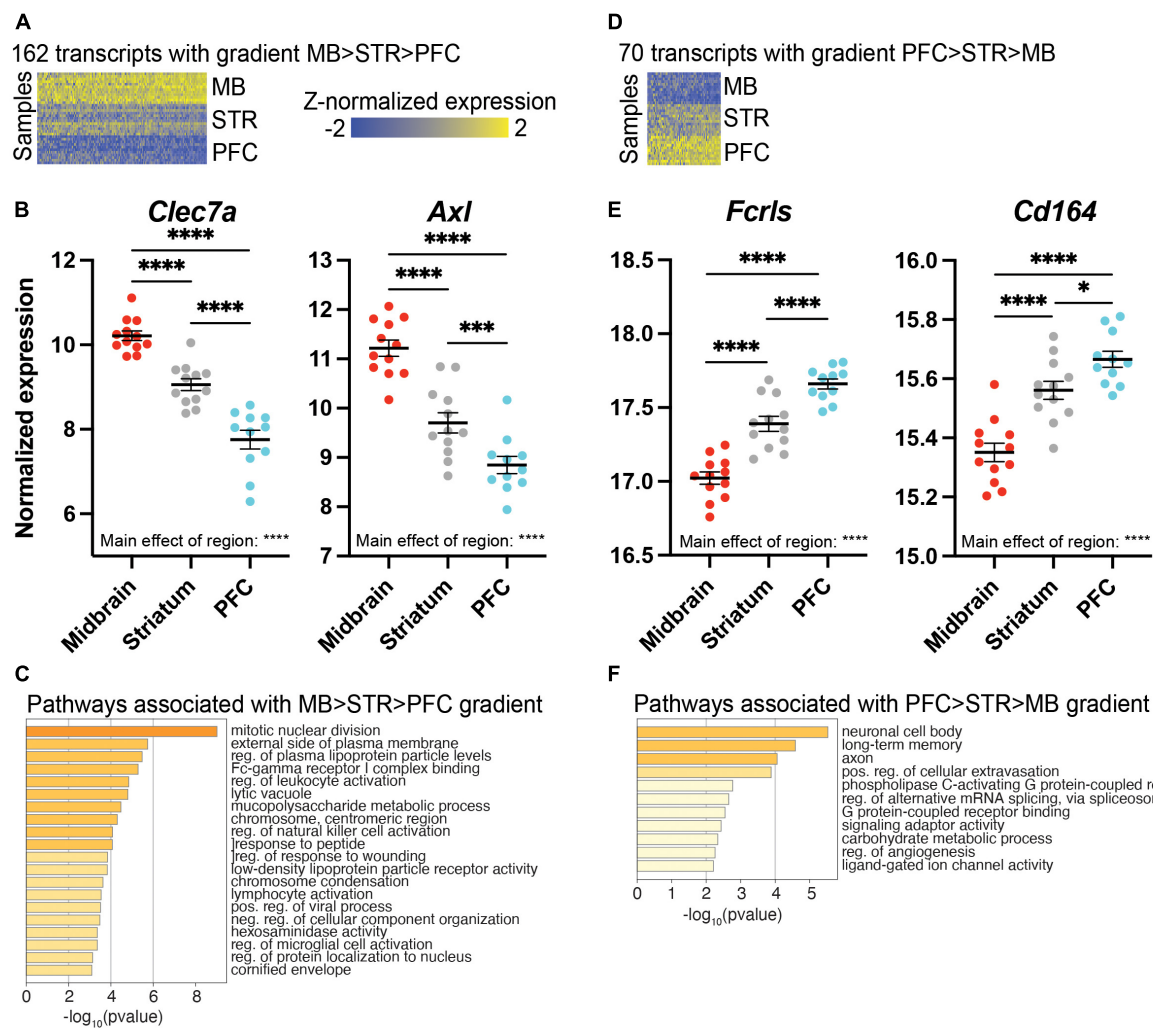 A
162 transcripts with gradient MB>STR>PFC
Samples
MB
STR
PFC
Z-normalized expression
-2
2
D
70 transcripts with gradient PFC>STR>MB
Samples
MB
STR
PFC
B
Clec7a
****
****
****
12
10
8
6
Normalized expression
Main effect of region: ****
Midbrain
Striatum
PFC
Axl
****
****
***
13
12
11
10
9
8
7
Main effect of region: ****
Midbrain
Striatum
PFC
E
Fcrls
****
****
****
18.5
18.0
17.5
17.0
16.5
Main effect of region: ****
Midbrain
Striatum
PFC
Cd164
****
****
*
16.0
15.8
15.6
15.4
15.2
15.0
Main effect of region: ****
Midbrain
Striatum
PFC
C
Pathways associated with MB>STR>PFC gradient
mitotic nuclear division
external side of plasma membrane
reg. of plasma lipoprotein particle levels
Fc-gamma receptor I complex binding
reg. of leukocyte activation
lytic vacuole
mucopolysaccharide metabolic process
chromosome, centromeric region
reg. of natural killer cell activation
]response to peptide
]reg. of response to wounding
low-density lipoprotein particle receptor activity
chromosome condensation
lymphocyte activation
pos. reg. of viral process
neg. reg. of cellular component organization
hexosaminidase activity
reg. of microglial cell activation
reg. of protein localization to nucleus
cornified envelope
0 2 4 6 8
-log10(pvalue)
F
Pathways associated with PFC>STR>MB gradient
neuronal cell body
long-term memory
axon
pos. reg. of cellular extravasation
phospholipase C-activating G protein-coupled r
reg. of alternative mRNA splicing, via spliceoso
G protein-coupled receptor binding
signaling adaptor activity
carbohydrate metabolic process
reg. of angiogenesis
ligand-gated ion channel activity
0 1 2 3 4 5
-log10(pvalue)